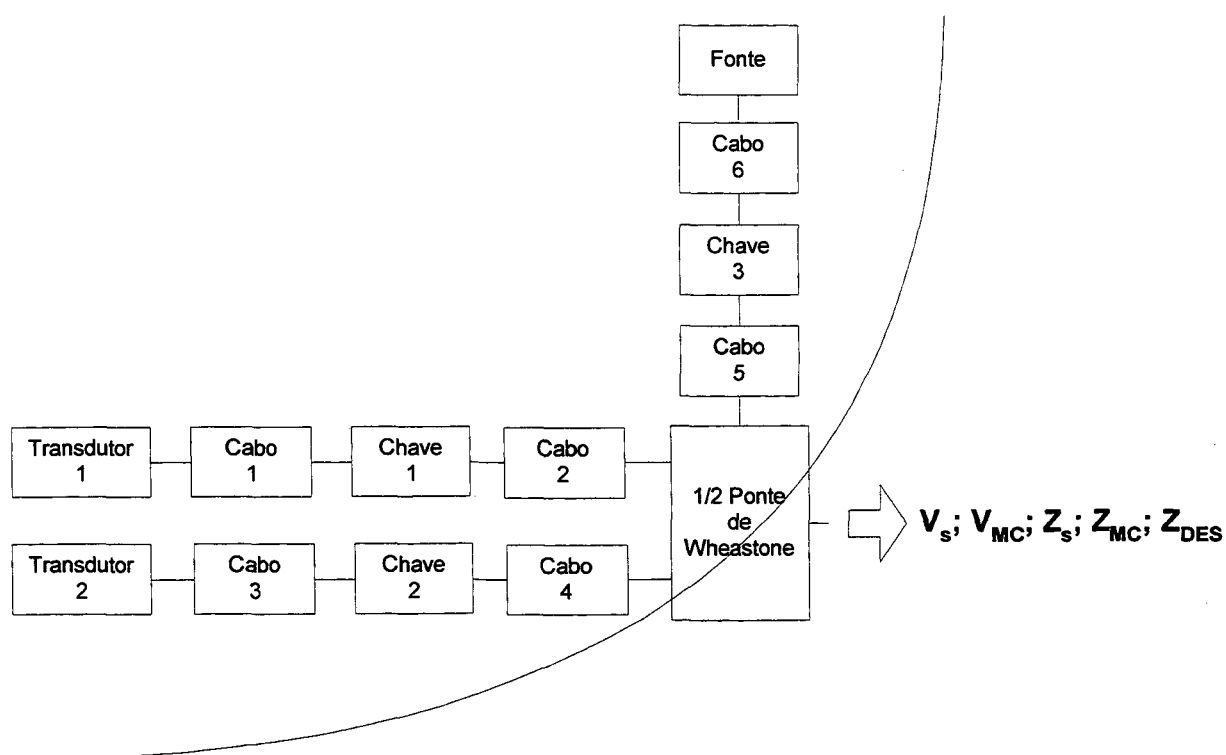 Fonte
Cabo
6
Chave
3
Cabo
5
Transdutor
1
Cabo
1
Chave
1
Cabo
2
1/2 Ponte
de
Wheastone
V_s; V_MC; Z_s; Z_MC; Z_DES
Transdutor
2
Cabo
3
Chave
2
Cabo
4